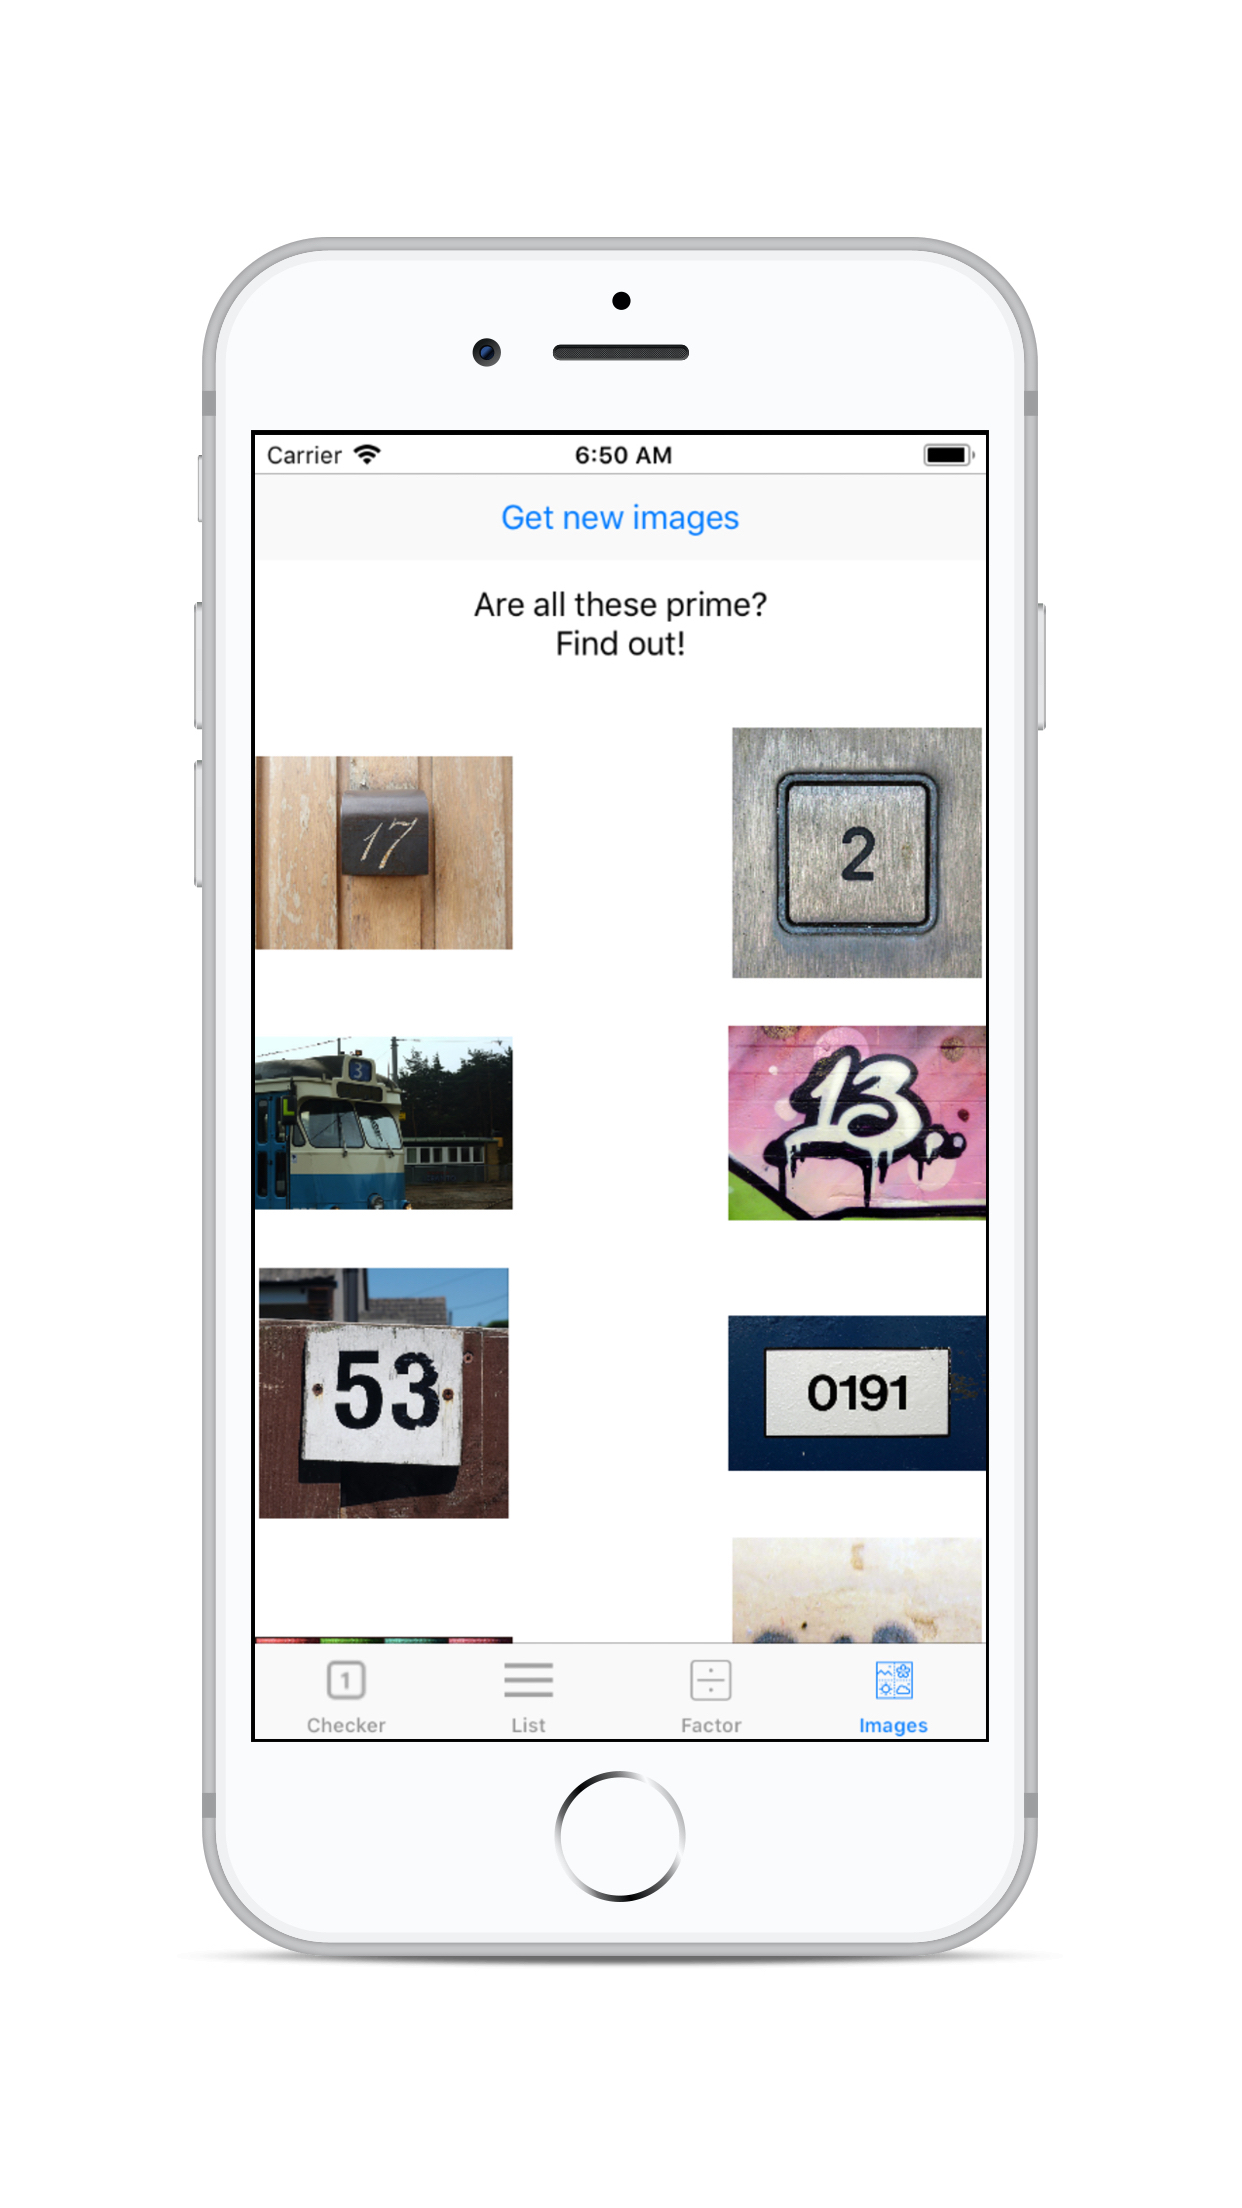 Carrier
6:50 AM
Get new images
Are all these prime?
Find out!
17
2
3
13
53
0191
1
Checker
List
Factor
Images